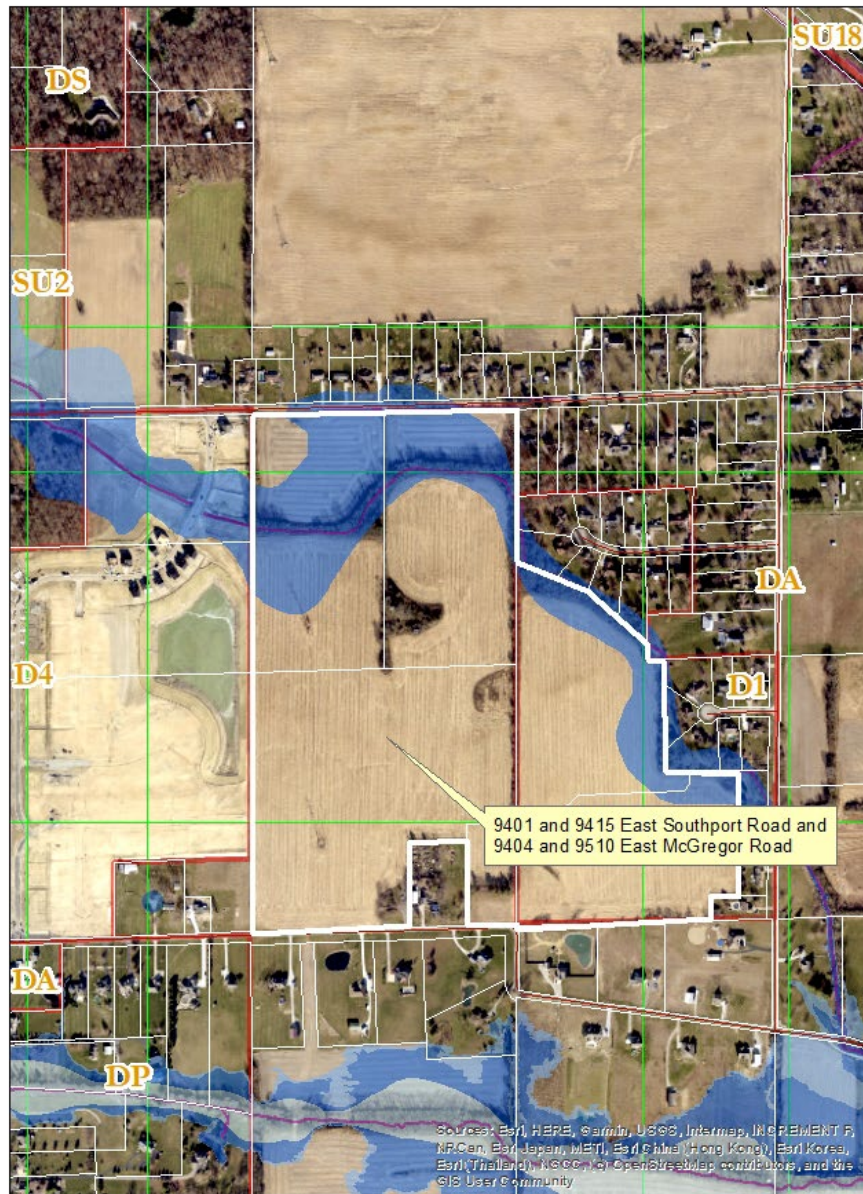 SU18
DS
SU2
DA
D4
D1
9401 and 9415 East Southport Road and
9404 and 9510 East McGregor Road
DA
DP
Sources: Esri, HERE, Garmin, USGS, Intermap, INCREMENT P,
NRCan, Esri Japan, METI, Esri China (Hong Kong), Esri Korea,
Esri (Thailand), NGCC, (c) OpenStreetMap contributors, and the
GIS User Community